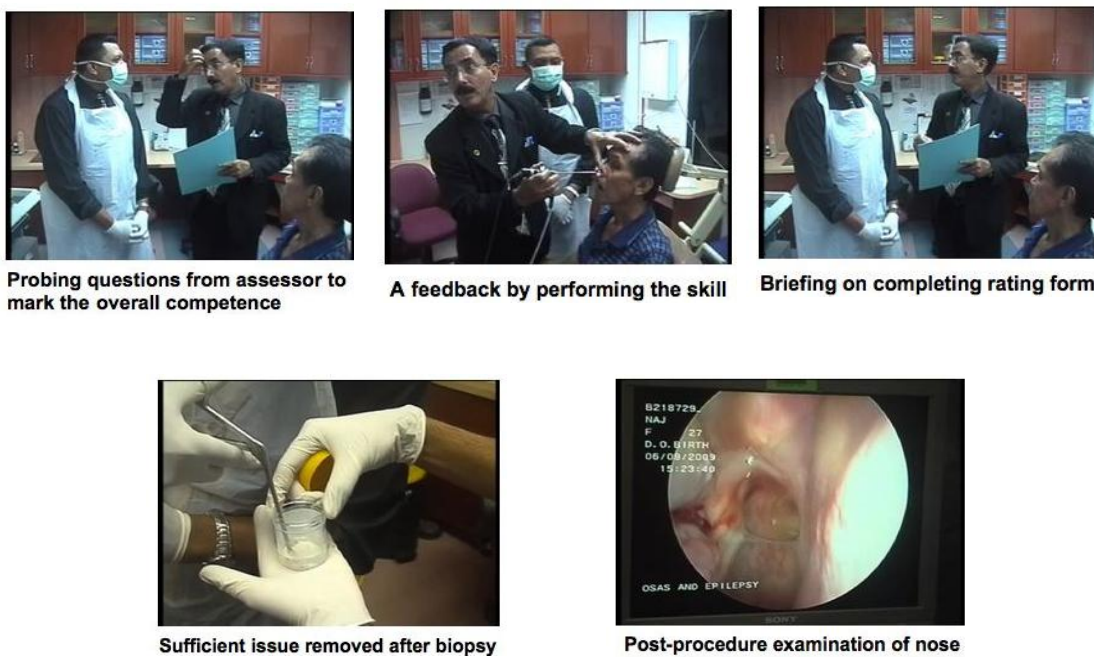 Probing questions from assessor to
mark the overall competence
A feedback by performing the skill
Briefing on completing rating form
Sufficient issue removed after biopsy
6218729
NAJ
F 27
D.O.BIRTH
06/09/2009
15:23:40
OSAS AND EPILEPSY
SONY
Post-procedure examination of nose